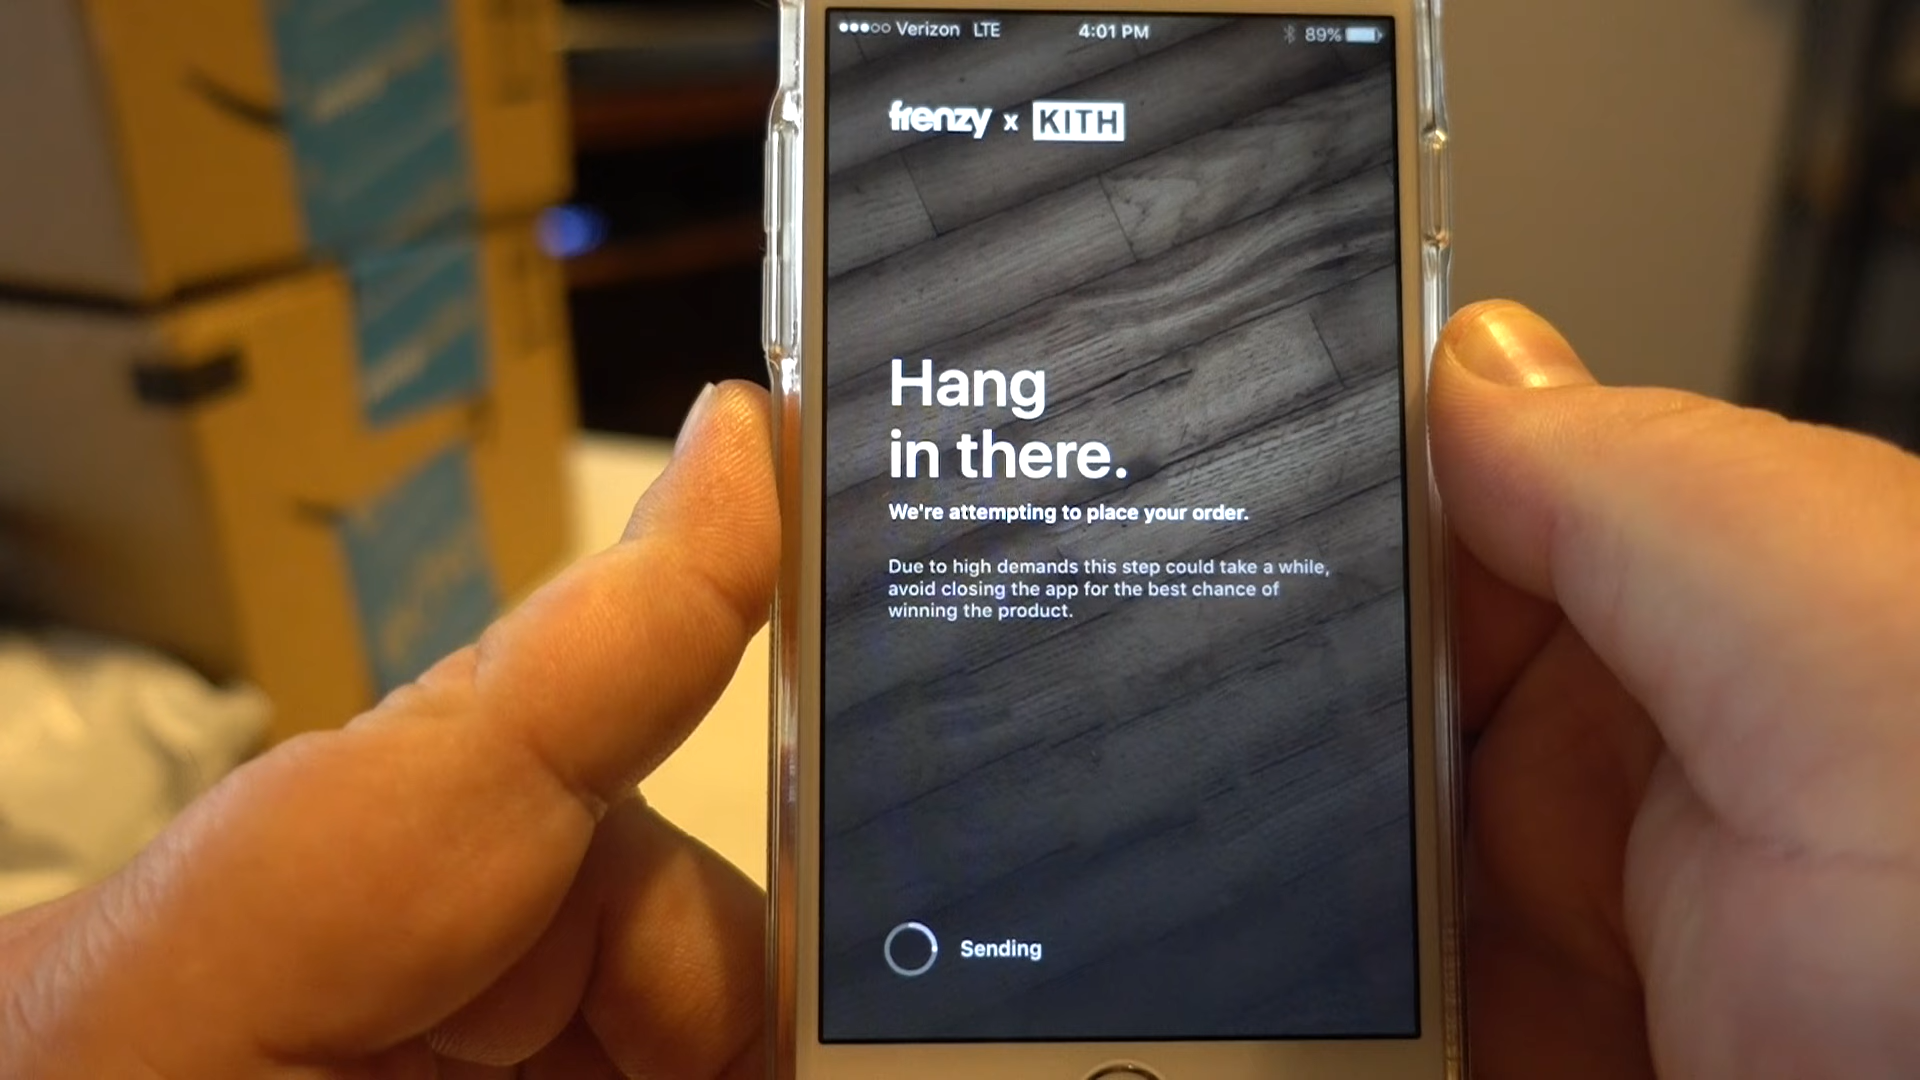 Verizon LTE 4:01 PM 89%
frenzy x KITH
Hang
in there.
We're attempting to place your order.
Due to high demands this step could take a while,
avoid closing the app for the best chance of
winning the product.
Sending